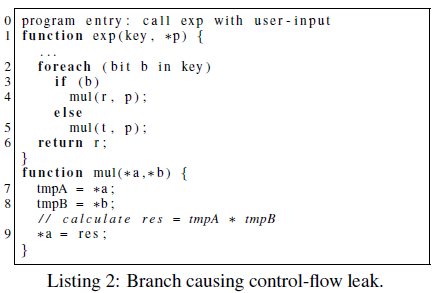 0 program entry: call exp with user-input
1 function exp(key, *p) {
...
2 foreach (bit b in key)
3 if (b)
4 mul(r, p);
else
5 mul(t, p);
6 return r;
}
function mul(*a,*b) {
7 tmpA = *a;
8 tmpB = *b;
// calculate res = tmpA * tmpB
9 *a = res;
}
Listing 2: Branch causing control-flow leak.